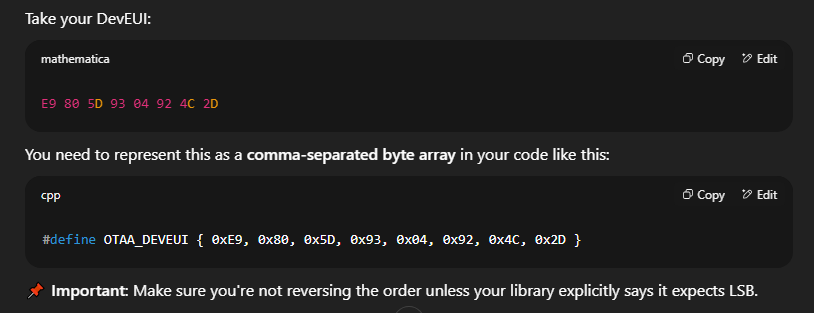 Take your DevEUI:
mathematica
Copy Edit
E9 80 5D 93 04 92 4C 2D
You need to represent this as a comma-separated byte array in your code like this:
cpp
Copy Edit
#define OTAA_DEVEUI { 0xE9, 0x80, 0x5D, 0x93, 0x04, 0x92, 0x4C, 0x2D }
📌 Important: Make sure you're not reversing the order unless your library explicitly says it expects LSB.